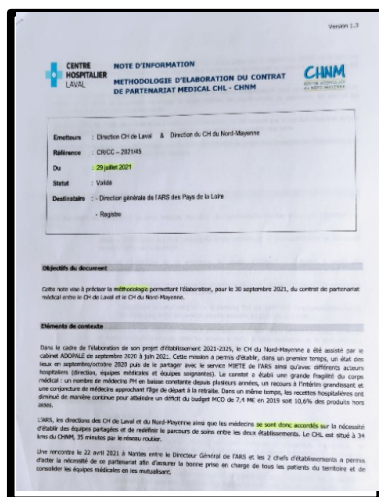 Version 1.3
CENTRE
HOSPITALIER
LAVAL
NOTE D'INFORMATION
METHODOLOGIE D'ELABORATION DU CONTRAT
DE PARTENARIAT MEDICAL CHL - CHNM
CHNM
Emetteurs : Direction CH de Laval & Direction du CH du Nord-Mayenne
Référence : CR/CC – 2021/45
Du : 29 juillet 2021
Statut : Validé
Destinataire : - Direction générale de l'ARS des Pays de la Loire
- Registre
Objectifs du document
Cette note vise à préciser la méthodologie permettant l'élaboration, pour le 30 septembre 2021, du contrat de partenariat
médical entre le CH de Laval et le CH du Nord-Mayenne.
Eléments de contexte
Dans le cadre de l'élaboration de son projet d'établissement 2021-2025, le CH du Nord-Mayenne a été assisté par le
cabinet ADOPALE de septembre 2020 à juin 2021. Cette mission a permis d'établir, dans un premier temps, un état des
lieux en septembre/octobre 2020 puis de le partager avec le service MIETE de l'ARS ainsi qu'avec différents acteurs
hospitaliers (direction, équipes médicales et équipes soignantes). Le constat a établi une grande fragilité du corps
médical : un nombre de médecins PH en baisse constante depuis plusieurs années, un recours à l'intérim grandissant et
une conjoncture de médecins approchant l'âge de départ à la retraite. Dans un même temps, les recettes hospitalières ont
diminué de manière continue pour atteindre un déficit du budget MCO de 7,4 M€ en 2019 soit 10,6% des produits hors
aides.
L'ARS, les directions des CH de Laval et du Nord-Mayenne ainsi que les médecins se sont donc accordés sur la nécessité
d'établir des équipes partagées et de redéfinir le parcours de soins entre les deux établissements. Le CHL est situé à 34
kms du CHNM, 35 minutes par le réseau routier.
Une rencontre le 22 avril 2021 à Nantes entre le Directeur Général de l'ARS et les 2 chefs d'établissements a permis
d'acter la nécessité de ce partenariat afin d'assurer la bonne prise en charge de tous les patients du territoire et de
consolider les équipes médicales en les mutualisant.